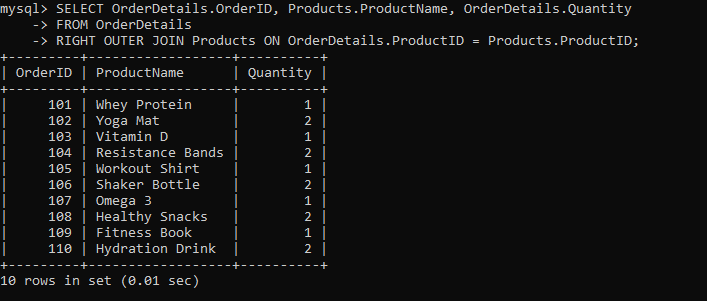 mysql> SELECT OrderDetails.OrderID, Products.ProductName, OrderDetails.Quantity
    -> FROM OrderDetails
    -> RIGHT OUTER JOIN Products ON OrderDetails.ProductID = Products.ProductID;
+---------+------------------+----------+
| OrderID | ProductName      | Quantity |
+---------+------------------+----------+
|     101 | Whey Protein     |        1 |
|     102 | Yoga Mat         |        2 |
|     103 | Vitamin D        |        1 |
|     104 | Resistance Bands |        2 |
|     105 | Workout Shirt    |        1 |
|     106 | Shaker Bottle    |        2 |
|     107 | Omega 3          |        1 |
|     108 | Healthy Snacks   |        2 |
|     109 | Fitness Book     |        1 |
|     110 | Hydration Drink  |        2 |
+---------+------------------+----------+
10 rows in set (0.01 sec)